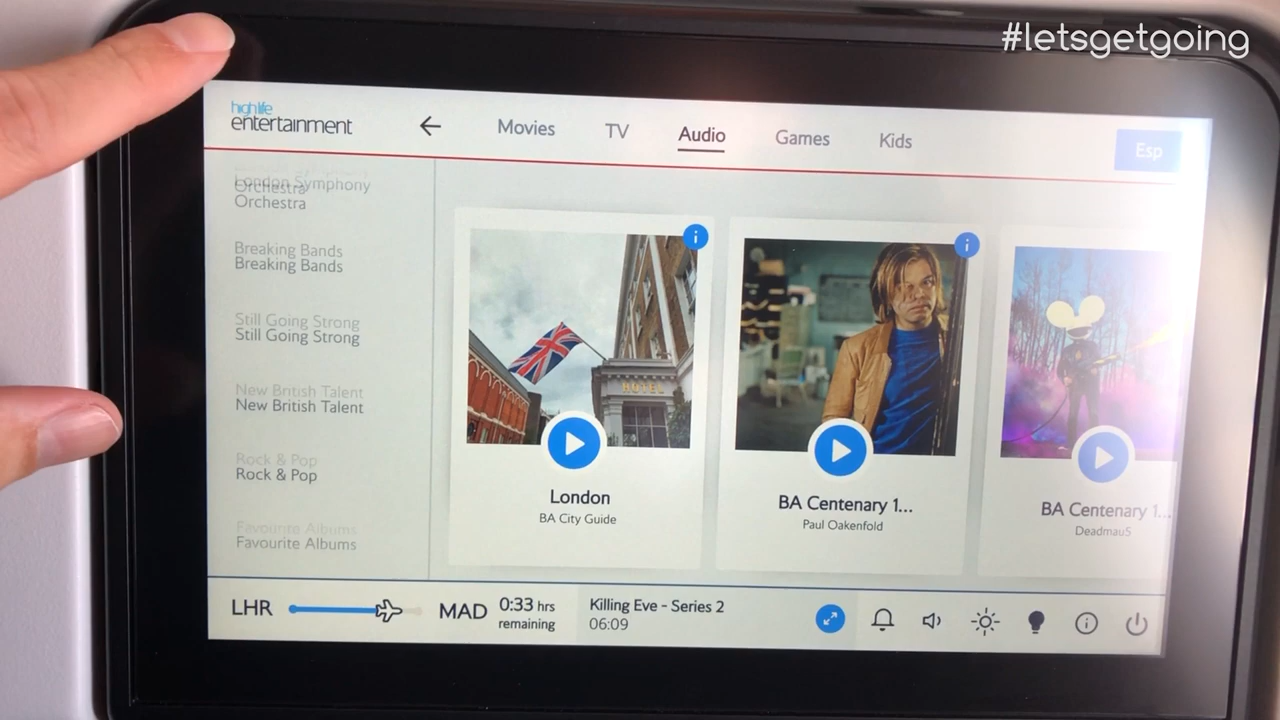 #letsgetgoing
high life
entertainment
Movies
TV
Audio
Games
Kids
Esp
London Symphony
Orchestra
Breaking Bands
Still Going Strong
New British Talent
Rock & Pop
Favourite Albums
HOTEL
London
BA City Guide
BA Centenary 1...
Paul Oakenfold
BA Centenary 1...
Deadmau5
LHR
MAD
0:33 hrs
remaining
Killing Eve - Series 2
06:09